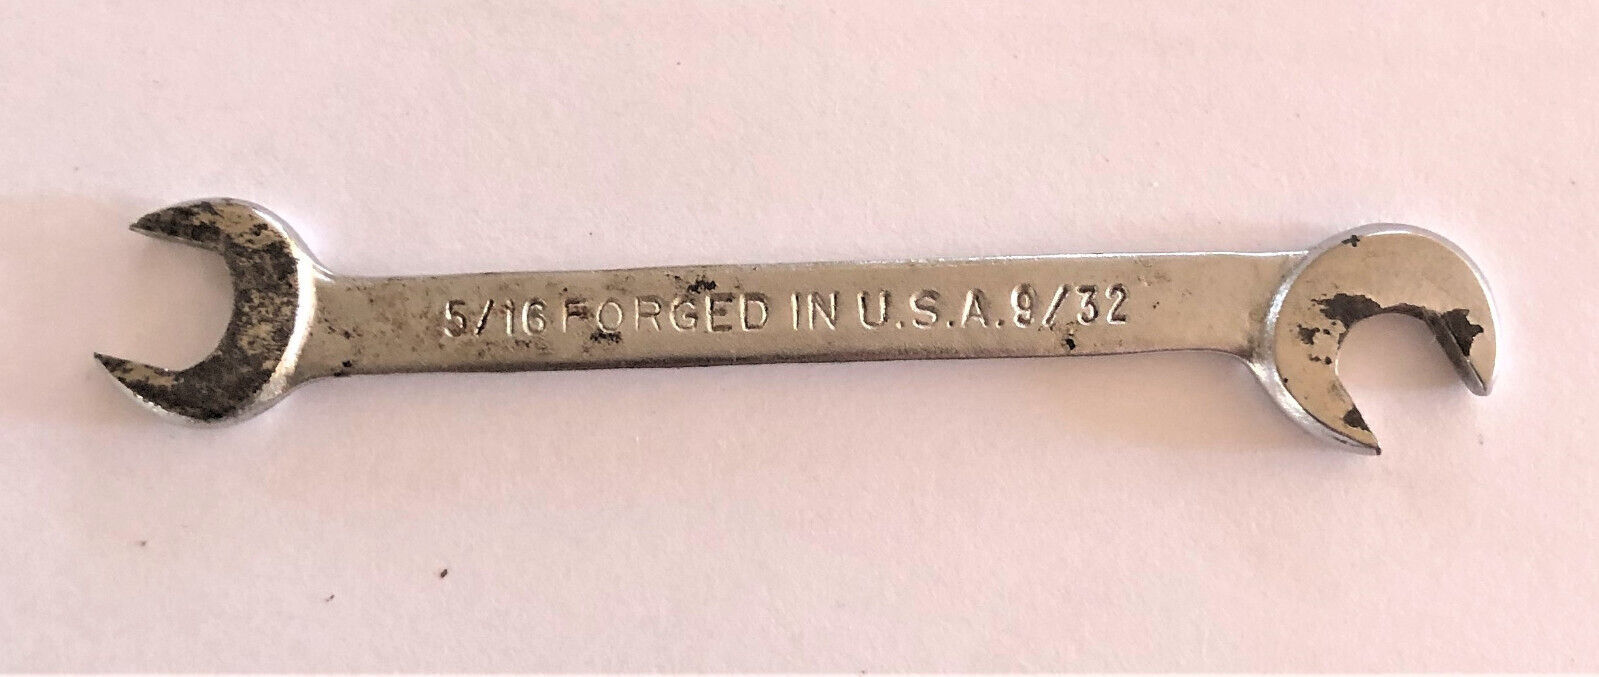 5/16 FORGED IN U.S.A. 9/32